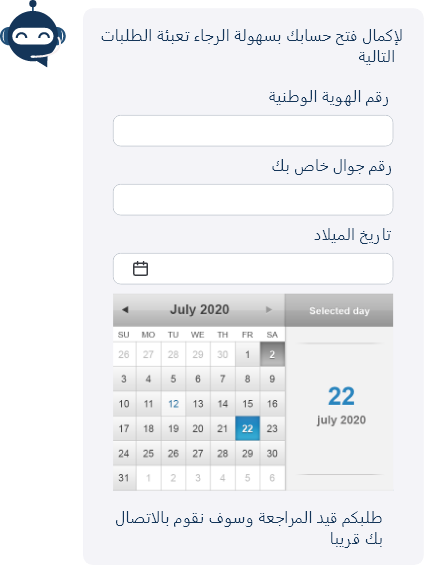 لإكمال فتح حسابك بسهولة الرجاء تعبئة الطلبات
التالية
رقم الهوية الوطنية
رقم جوال خاص بك
تاريخ الميلاد
July 2020
Selected day
SU MO TU WE TH FR SA
26 27 28 29 30 1 2
3 4 5 6 7 8 9
10 11 12 13 14 15 16
17 18 19 20 21 22 23
24 25 26 27 28 29 30
31 1 2 3 4 5 6
22
july 2020
طلبكم قيد المراجعة وسوف نقوم بالاتصال
بك قريبا